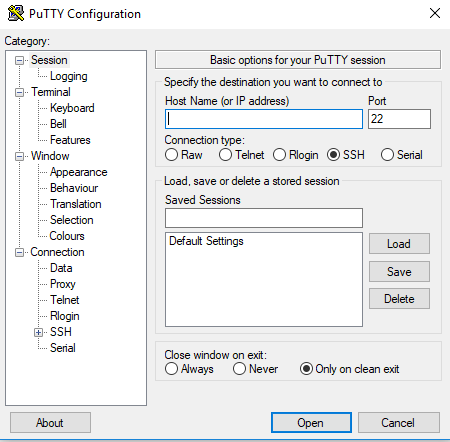 PuTTY Configuration
Category:
Session
Logging
Terminal
Keyboard
Bell
Features
Window
Appearance
Behaviour
Translation
Selection
Colours
Connection
Data
Proxy
Telnet
Rlogin
SSH
Serial
Basic options for your PuTTY session
Specify the destination you want to connect to
Host Name (or IP address) Port
22
Connection type:
Raw Telnet Rlogin SSH Serial
Load, save or delete a stored session
Saved Sessions
Default Settings
Load
Save
Delete
Close window on exit:
Always Never Only on clean exit
About Open Cancel